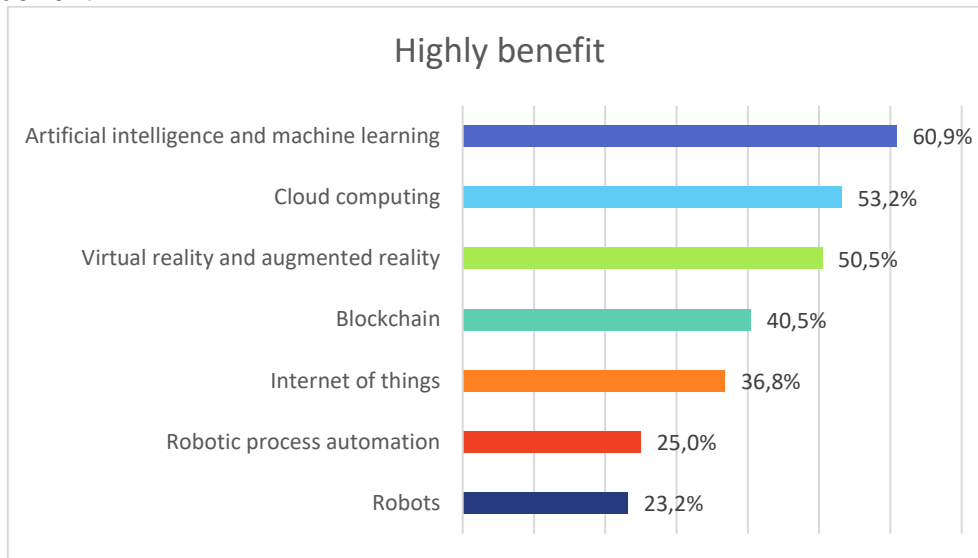 Highly benefit
Artificial intelligence and machine learning 60,9%
Cloud computing 53,2%
Virtual reality and augmented reality 50,5%
Blockchain 40,5%
Internet of things 36,8%
Robotic process automation 25,0%
Robots 23,2%